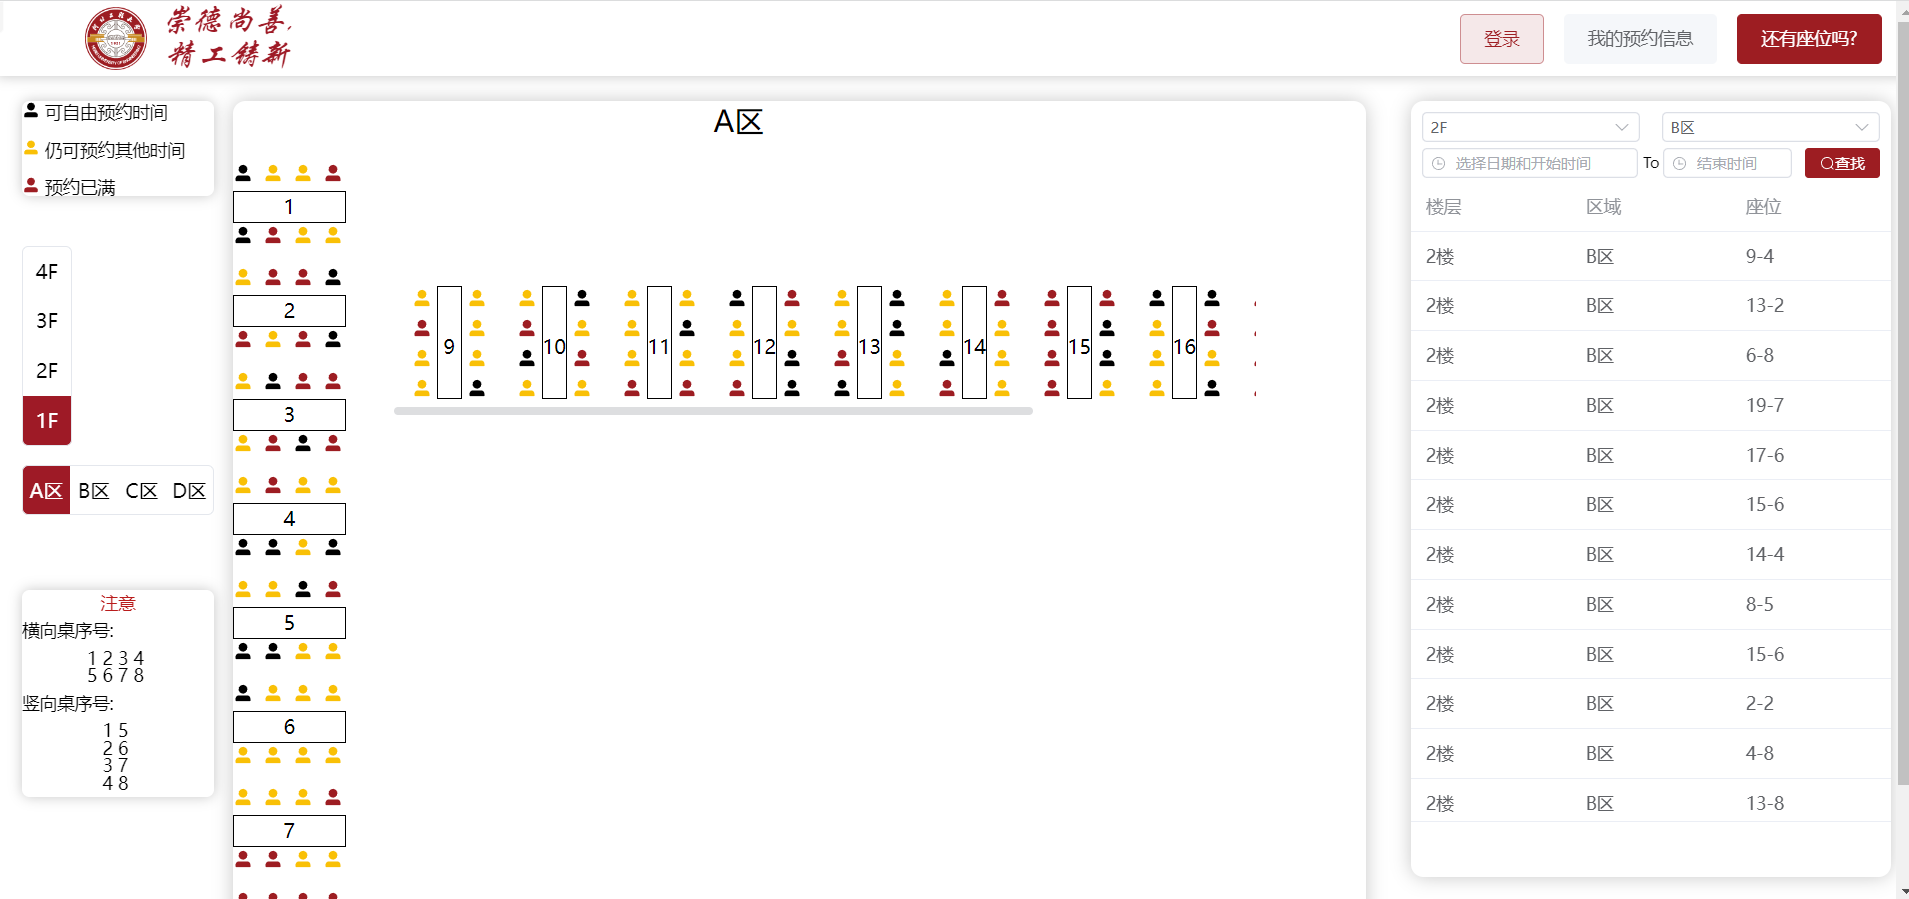 崇德尚善,
精工铸新
登录
我的预约信息
还有座位吗?
可自由预约时间
仍可预约其他时间
预约已满
4F
3F
2F
1F
A区 B区 C区 D区
注意
横向桌序号:
1 2 3 4
5 6 7 8
竖向桌序号:
1 5
2 6
3 7
4 8
A区
1
2
3
4
5
6
7
9 10 11 12 13 14 15 16
2F B区
选择日期和开始时间 To 结束时间 查找
楼层 区域 座位
2楼 B区 9-4
2楼 B区 13-2
2楼 B区 6-8
2楼 B区 19-7
2楼 B区 17-6
2楼 B区 15-6
2楼 B区 14-4
2楼 B区 8-5
2楼 B区 15-6
2楼 B区 2-2
2楼 B区 4-8
2楼 B区 13-8